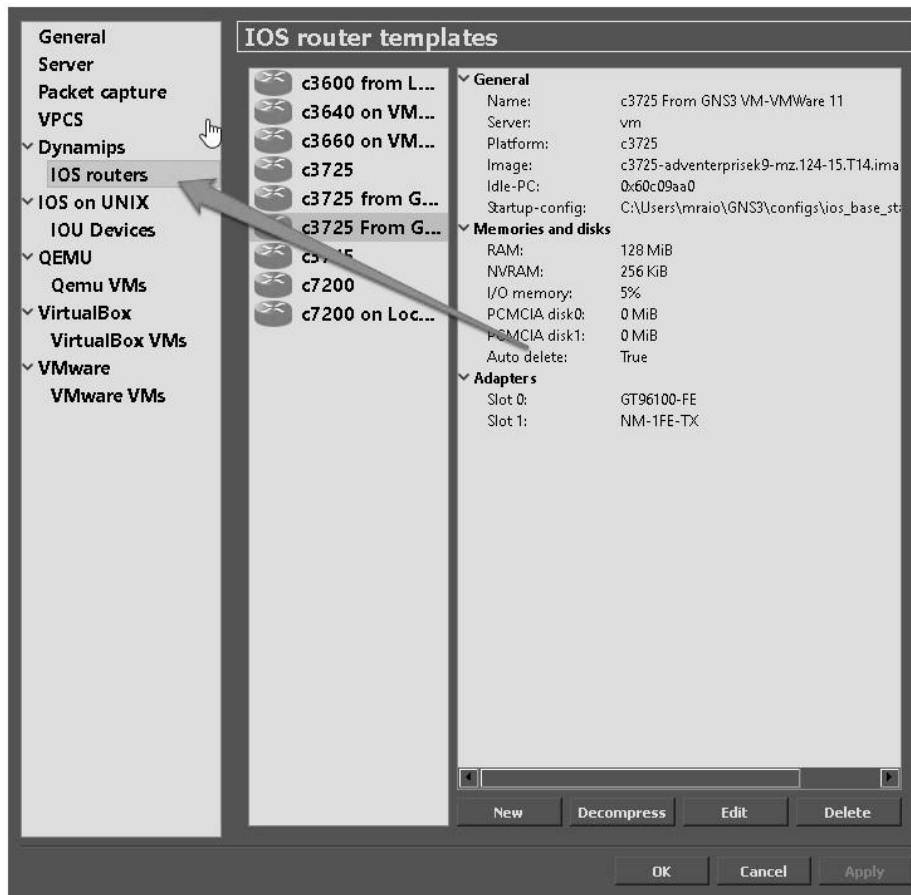 General
Server
Packet capture
VPCS
Dynamips
IOS routers
IOS on UNIX
IOU Devices
QEMU
Qemu VMs
VirtualBox
VirtualBox VMs
VMware
VMware VMs
IOS router templates
c3600 from L...
c3640 on VM...
c3660 on VM...
c3725
c3725 from G...
c3725 From G...
c7200
c7200 on Loc...
General
Name: c3725 From GNS3 VM-VMWare 11
Server: vm
Platform: c3725
Image: c3725-adventerprisek9-mz.124-15.T14.ima
Idle-PC: 0x60c09aa0
Startup-config: C:\Users\mraio\GNS3\configs\ios_base_sta
Memories and disks
RAM: 128 MiB
NVRAM: 256 KiB
I/O memory: 5%
PCMCIA disk0: 0 MiB
PCMCIA disk1: 0 MiB
Auto delete: True
Adapters
Slot 0: GT96100-FE
Slot 1: NM-1FE-TX
New Decompress Edit Delete
OK Cancel Apply